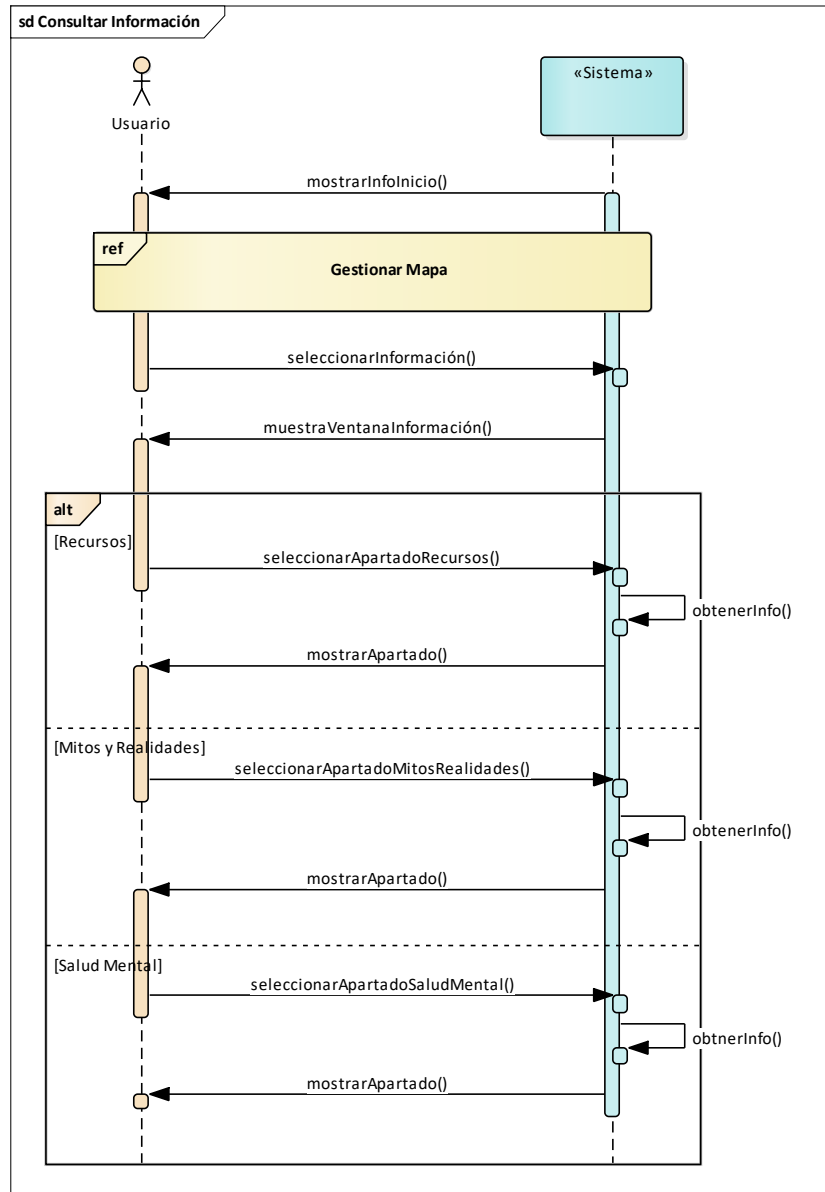 sd Consultar Información
«Sistema»
Usuario
mostrarInfoInicio()
ref
Gestionar Mapa
seleccionarInformación()
muestraVentanaInformación()
alt
[Recursos]
seleccionarApartadoRecursos()
obtenerInfo()
mostrarApartado()
[Mitos y Realidades]
seleccionarApartadoMitosRealidades()
obtenerInfo()
mostrarApartado()
[Salud Mental]
seleccionarApartadoSaludMental()
obtnerInfo()
mostrarApartado()